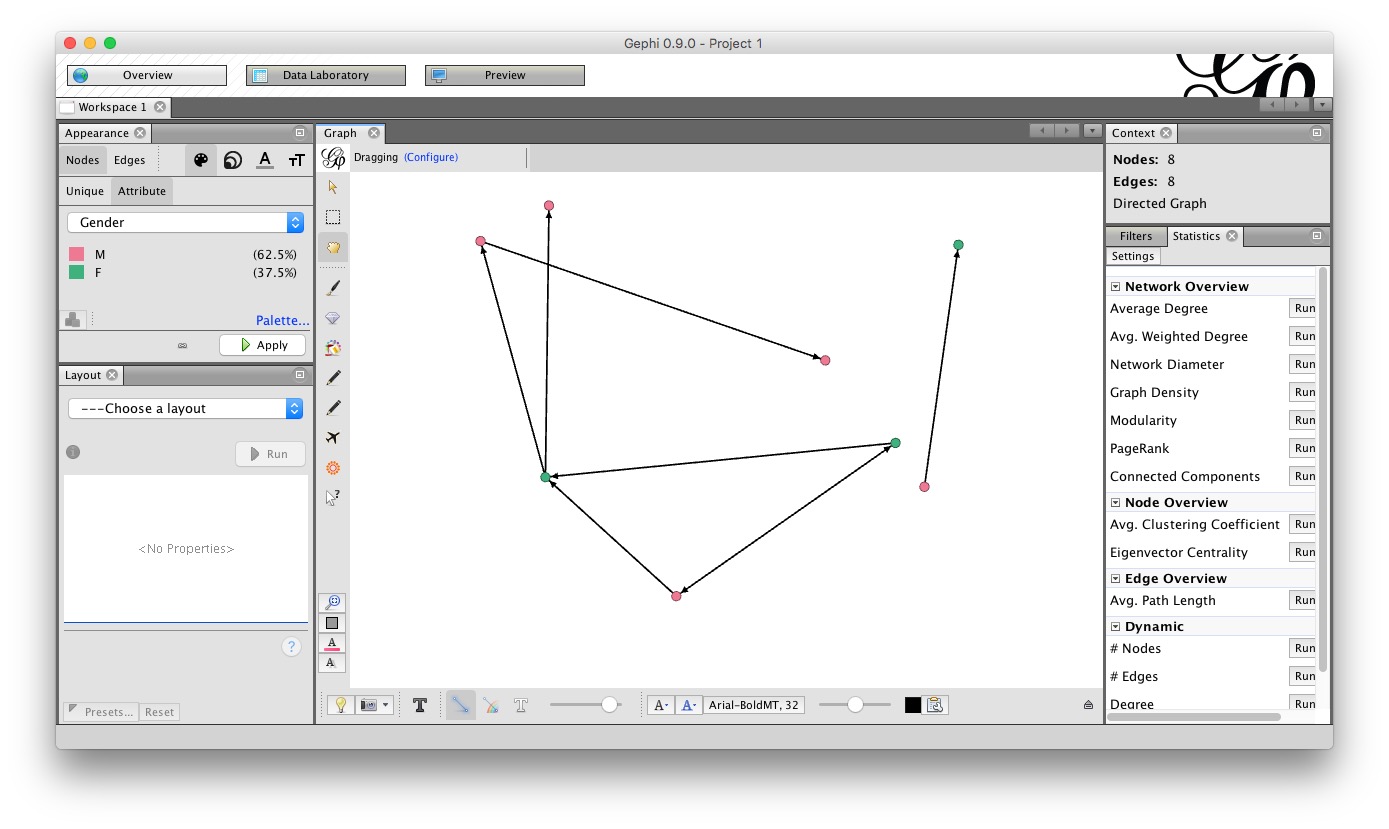 Gephi 0.9.0 - Project 1
Overview
Data Laboratory
Preview
Workspace 1
Appearance
Nodes
Edges
Unique
Attribute
Gender
M (62.5%)
F (37.5%)
Palette...
Apply
Layout
---Choose a layout
Run
<No Properties>
?
Presets...
Reset
Graph
Dragging (Configure)
Arial-BoldMT, 32
Context
Nodes: 8
Edges: 8
Directed Graph
Filters
Statistics
Settings
Network Overview
Average Degree Run
Avg. Weighted Degree Run
Network Diameter Run
Graph Density Run
Modularity Run
PageRank Run
Connected Components Run
Node Overview
Avg. Clustering Coefficient Run
Eigenvector Centrality Run
Edge Overview
Avg. Path Length Run
Dynamic
# Nodes Run
# Edges Run
Degree Run